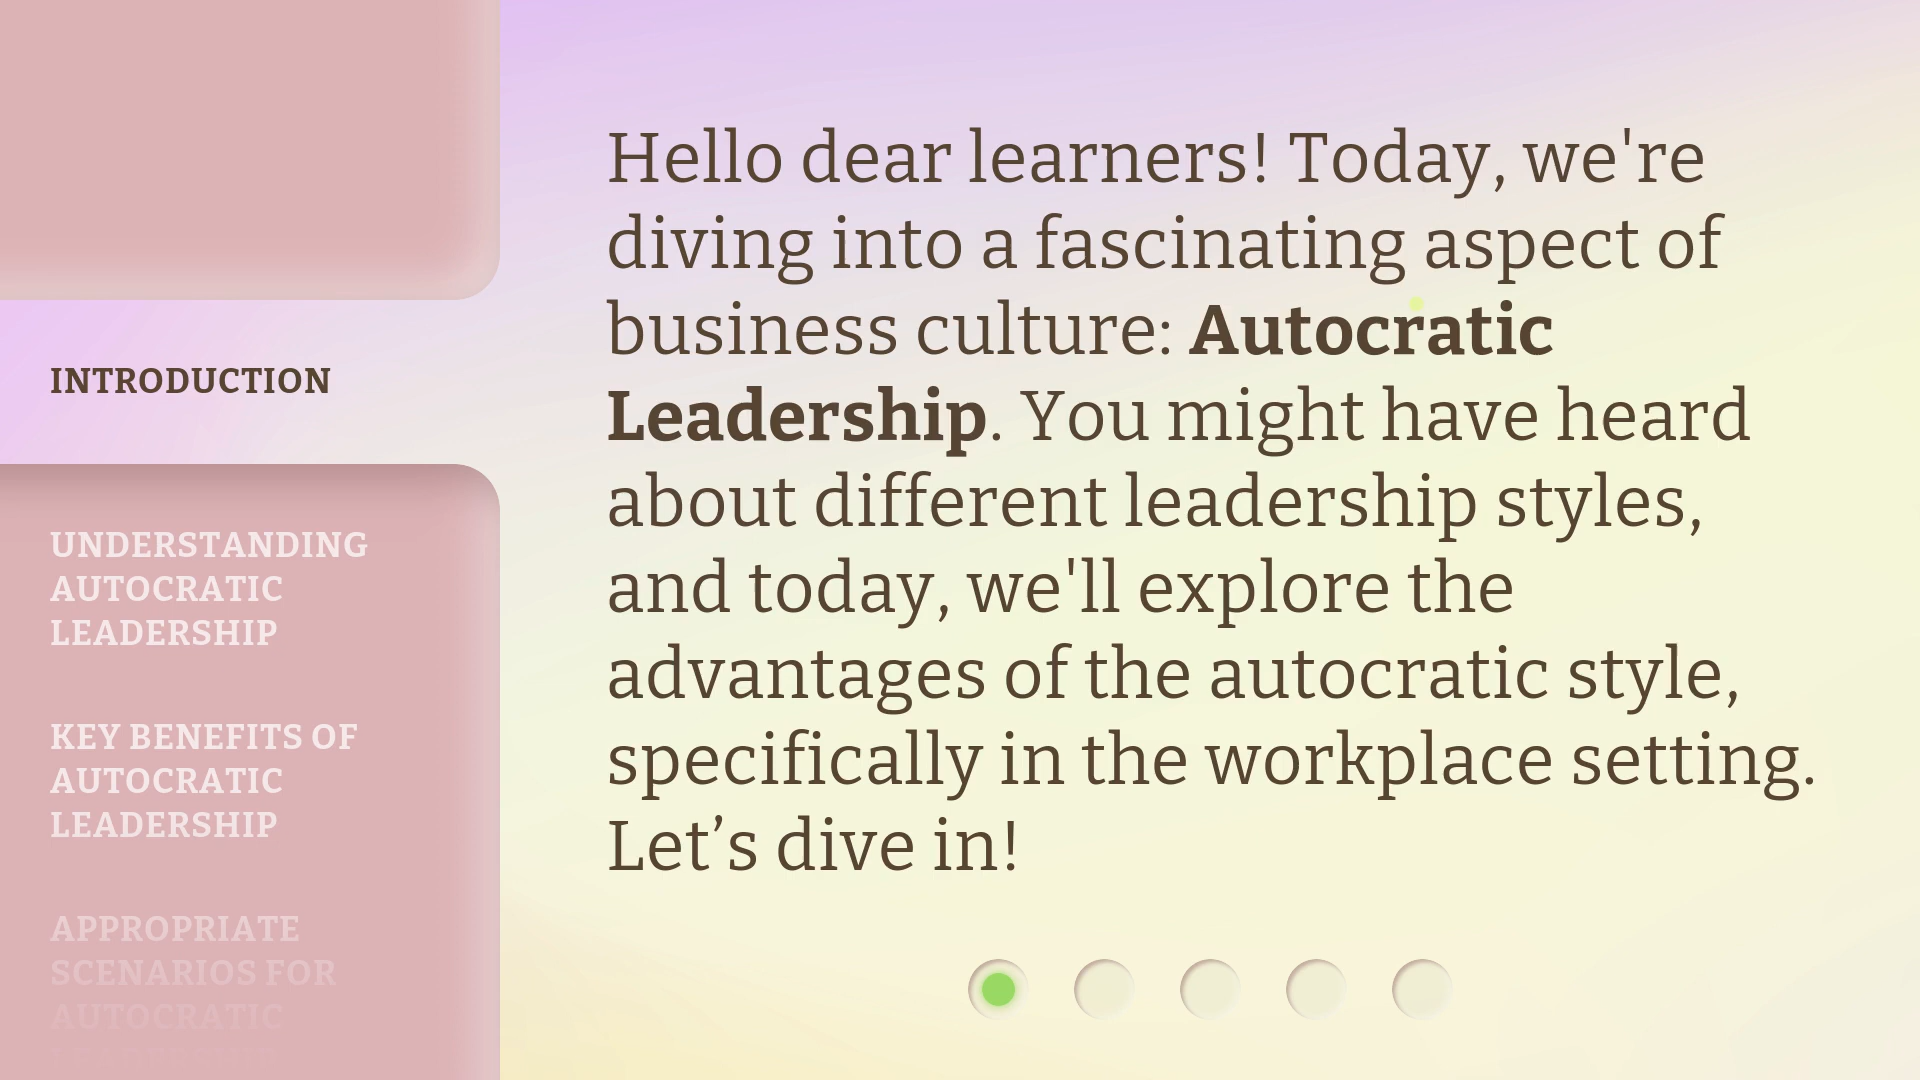 INTRODUCTION
UNDERSTANDING
AUTOCRATIC
LEADERSHIP
KEY BENEFITS OF
AUTOCRATIC
LEADERSHIP
APPROPRIATE
SCENARIOS FOR
AUTOCRATIC
LEADERSHIP
Hello dear learners! Today, we're
diving into a fascinating aspect of
business culture: Autocratic
Leadership. You might have heard
about different leadership styles,
and today, we'll explore the
advantages of the autocratic style,
specifically in the workplace setting.
Let’s dive in!